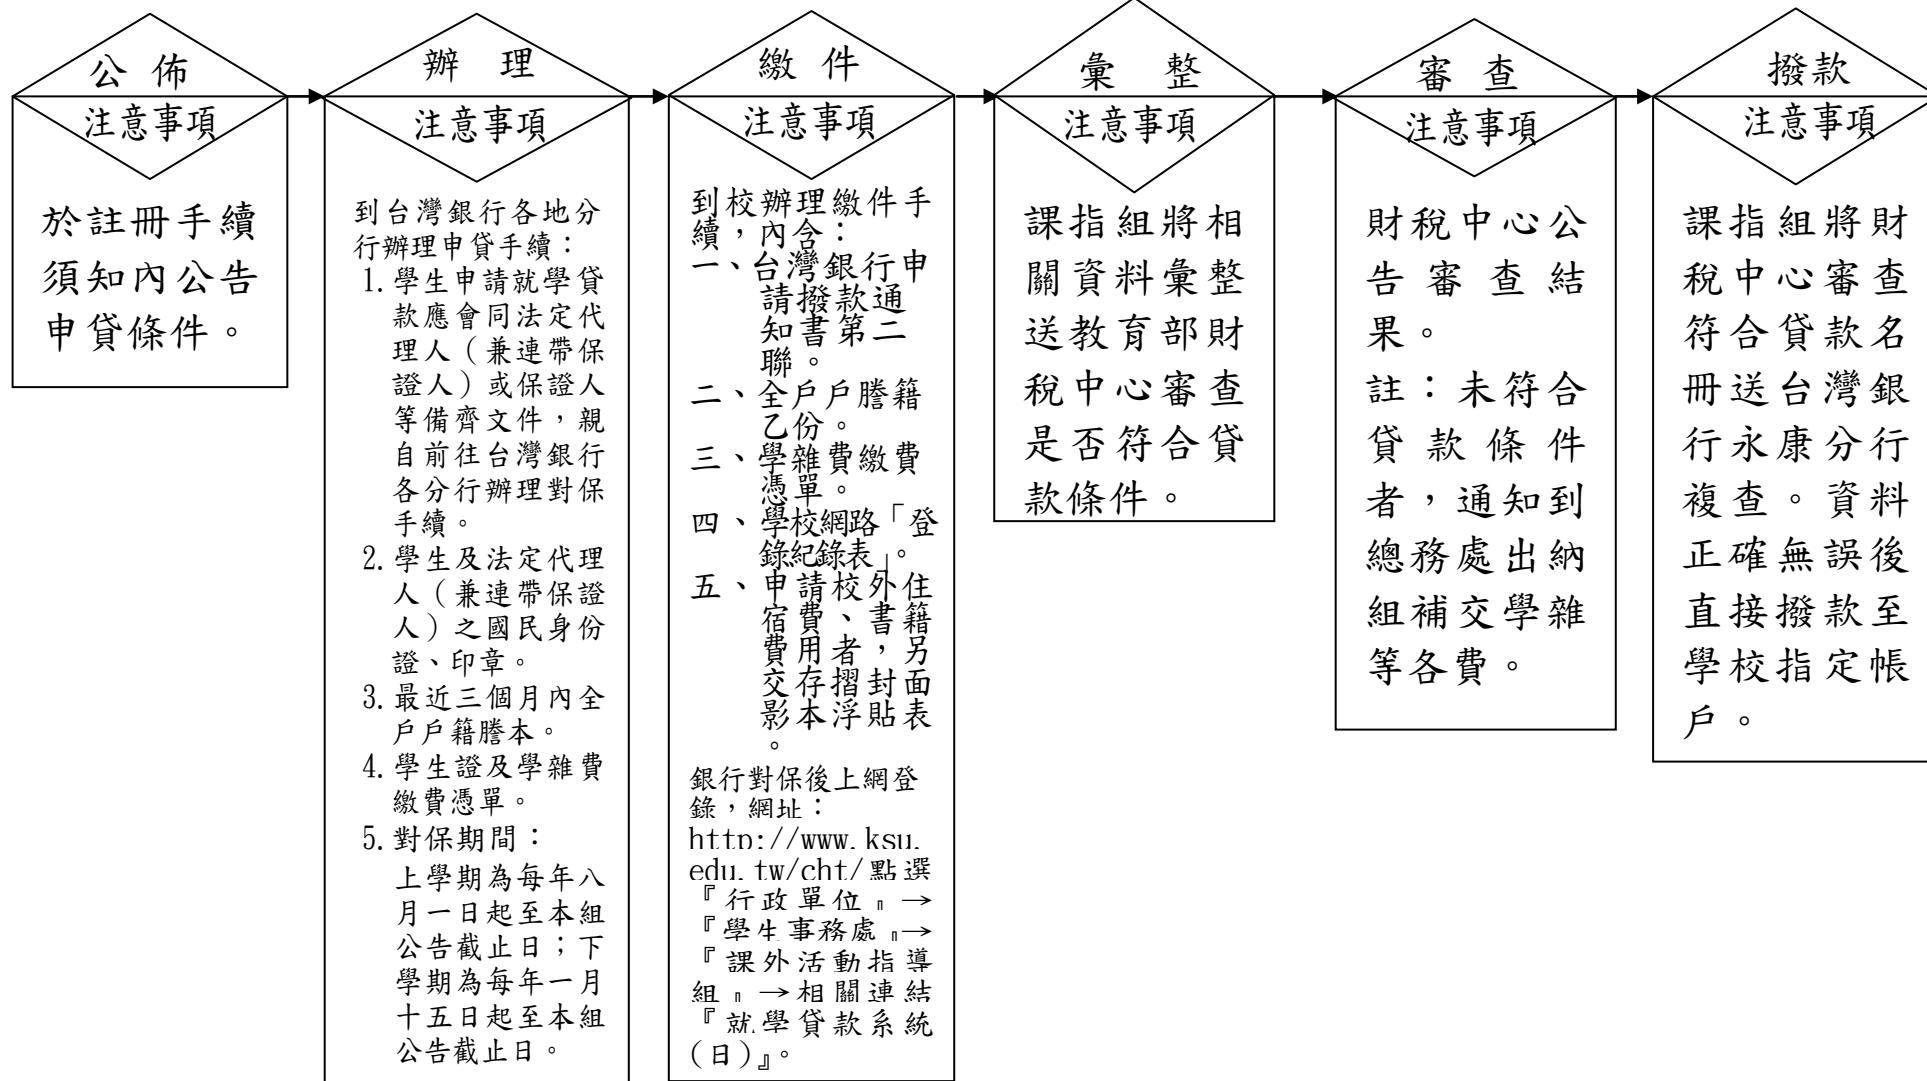 公佈
注意事項
於註冊手續
須知內公告
申貸條件。
辦理
注意事項
到台灣銀行各地分
行辦理申貸手續：
1.學生申請就學貸
款應會同法定代
理人（兼連帶保
證人）或保證人
等備齊文件，親
自前往台灣銀行
各分行辦理對保
手續。
2.學生及法定代理
人（兼連帶保證
人）之國民身份
證、印章。
3.最近三個月內全
戶戶籍謄本。
4.學生證及學雜費
繳費憑單。
5.對保期間：
上學期為每年八
月一日起至本組
公告截止日；下
學期為每年一月
十五日起至本組
公告截止日。
繳件
注意事項
到校辦理繳件手
續，內含：
一、台灣銀行申
請撥款通
知書第二
聯。
二、全戶戶謄籍
乙份。
三、學雜費繳費
憑單。
四、學校網路「登
錄紀錄表」。
五、申請校外住
宿費、書籍
費用者，另
交存摺封面
影本浮貼表
。
銀行對保後上網登
錄，網址：
http://www.ksu.
edu.tw/cht/點選
『行政單位』→
『學生事務處』→
『課外活動指導
組』→相關連結
『就學貸款系統
(日)』。
彙整
注意事項
課指組將相
關資料彙整
送教育部財
稅中心審查
是否符合貸
款條件。
審查
注意事項
財稅中心公
告審查結
果。
註：未符合
貸款條件
者，通知到
總務處出納
組補交學雜
等各費。
撥款
注意事項
課指組將財
稅中心審查
符合貸款名
冊送台灣銀
行永康分行
複查。資料
正確無誤後
直接撥款至
學校指定帳
戶。